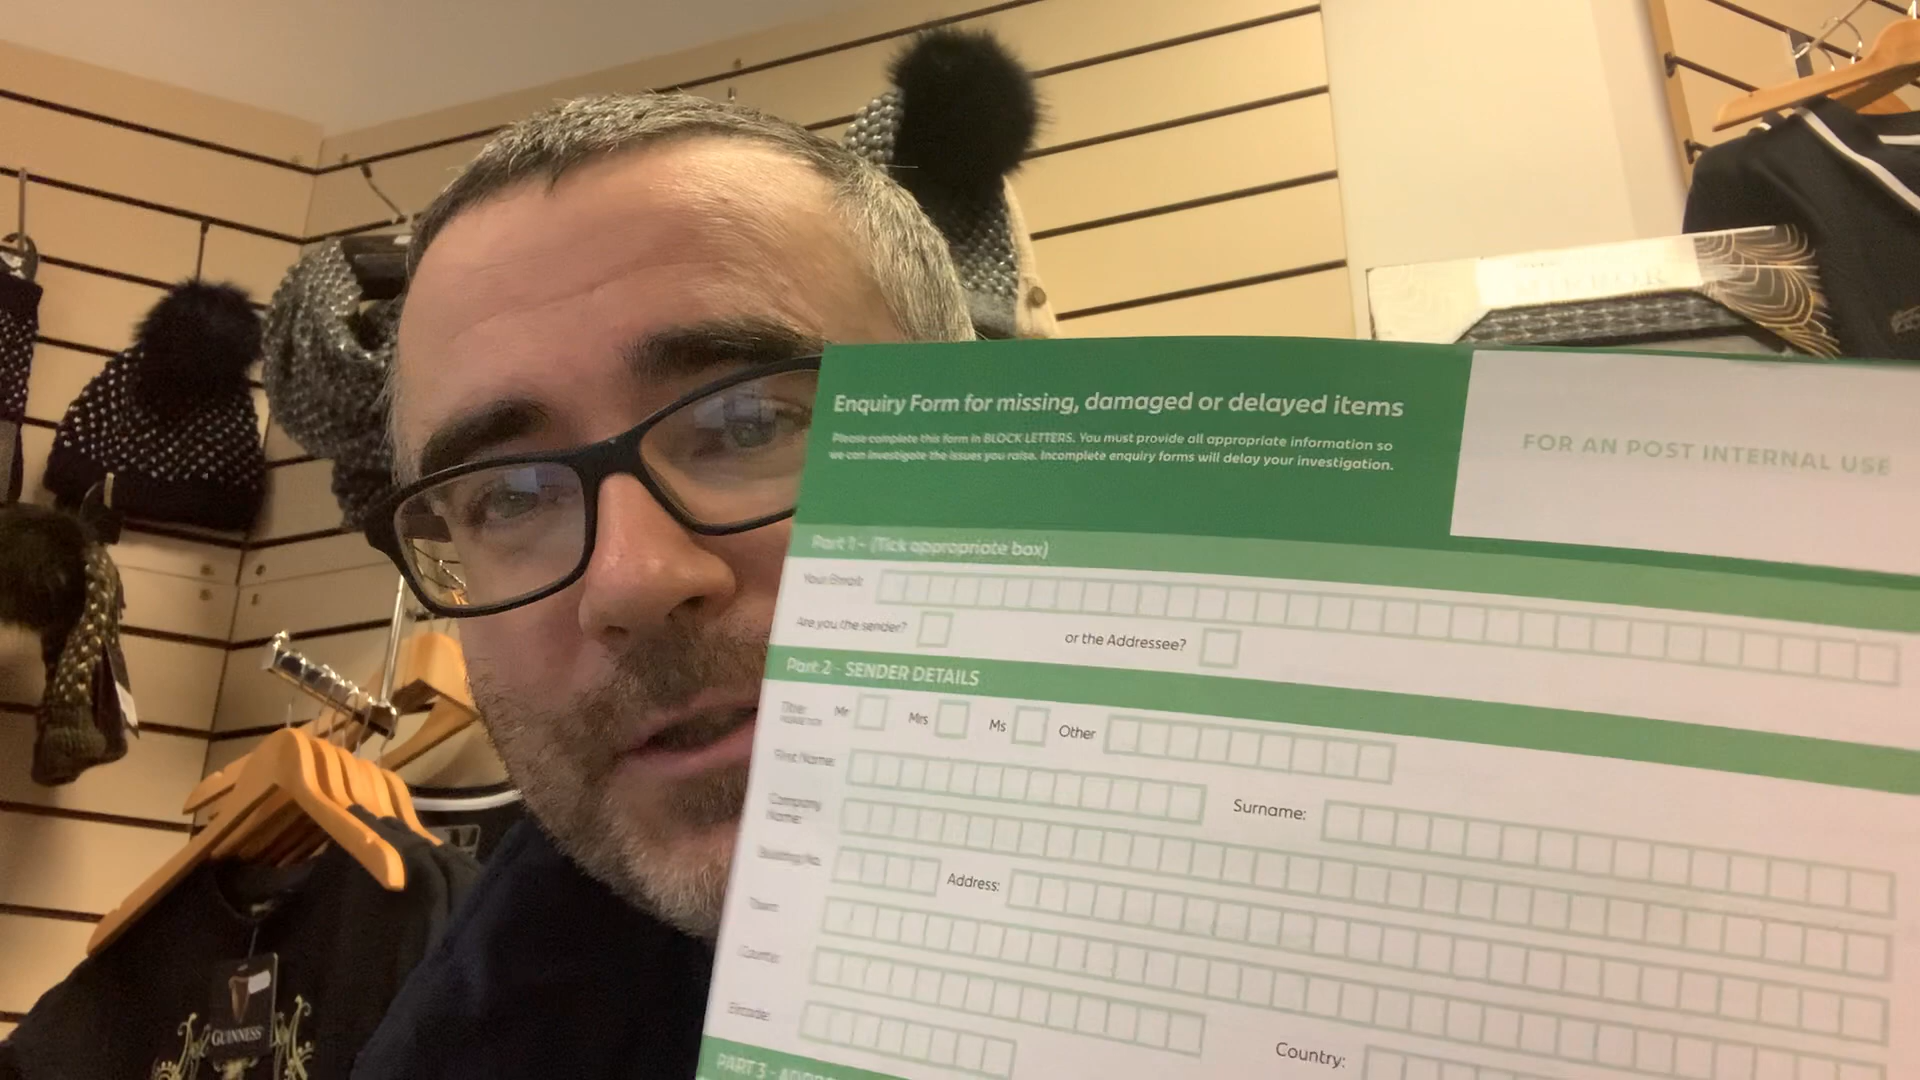 Enquiry Form for missing, damaged or delayed items
Please complete this form in BLOCK LETTERS. You must provide all appropriate information so
we can investigate the issues you raise. Incomplete enquiry forms will delay your investigation.
FOR AN POST INTERNAL USE
Part 1 - (Tick appropriate box)
Your Email:
Are you the sender?
or the Addressee?
Part 2 - SENDER DETAILS
Title:
Mr
Mrs
Ms
Other
First Name:
Surname:
Company
Name:
Building No.
Address:
Town:
County:
Eircode:
Country:
PART 3 -
GUINNESS